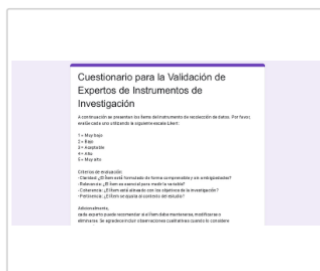 Cuestionario para la Validación de
Expertos de Instrumentos de
Investigación
A continuación se presentan los ítems del instrumento de recolección de datos. Por favor,
evalúe cada uno utilizando la siguiente escala Likert:
1 = Muy bajo
2 = Bajo
3 = Aceptable
4 = Alto
5 = Muy alto
Criterios de evaluación:
- Claridad: ¿El ítem está formulado de forma comprensible y sin ambigüedades?
- Relevancia: ¿El ítem es esencial para medir la variable?
- Coherencia: ¿El ítem está alineado con los objetivos de la investigación?
- Pertinencia: ¿El ítem se ajusta al contexto del estudio?
Adicionalmente,
cada experto puede recomendar si el ítem debe mantenerse, modificarse o
eliminarse. Se agradece incluir observaciones cualitativas cuando lo considere